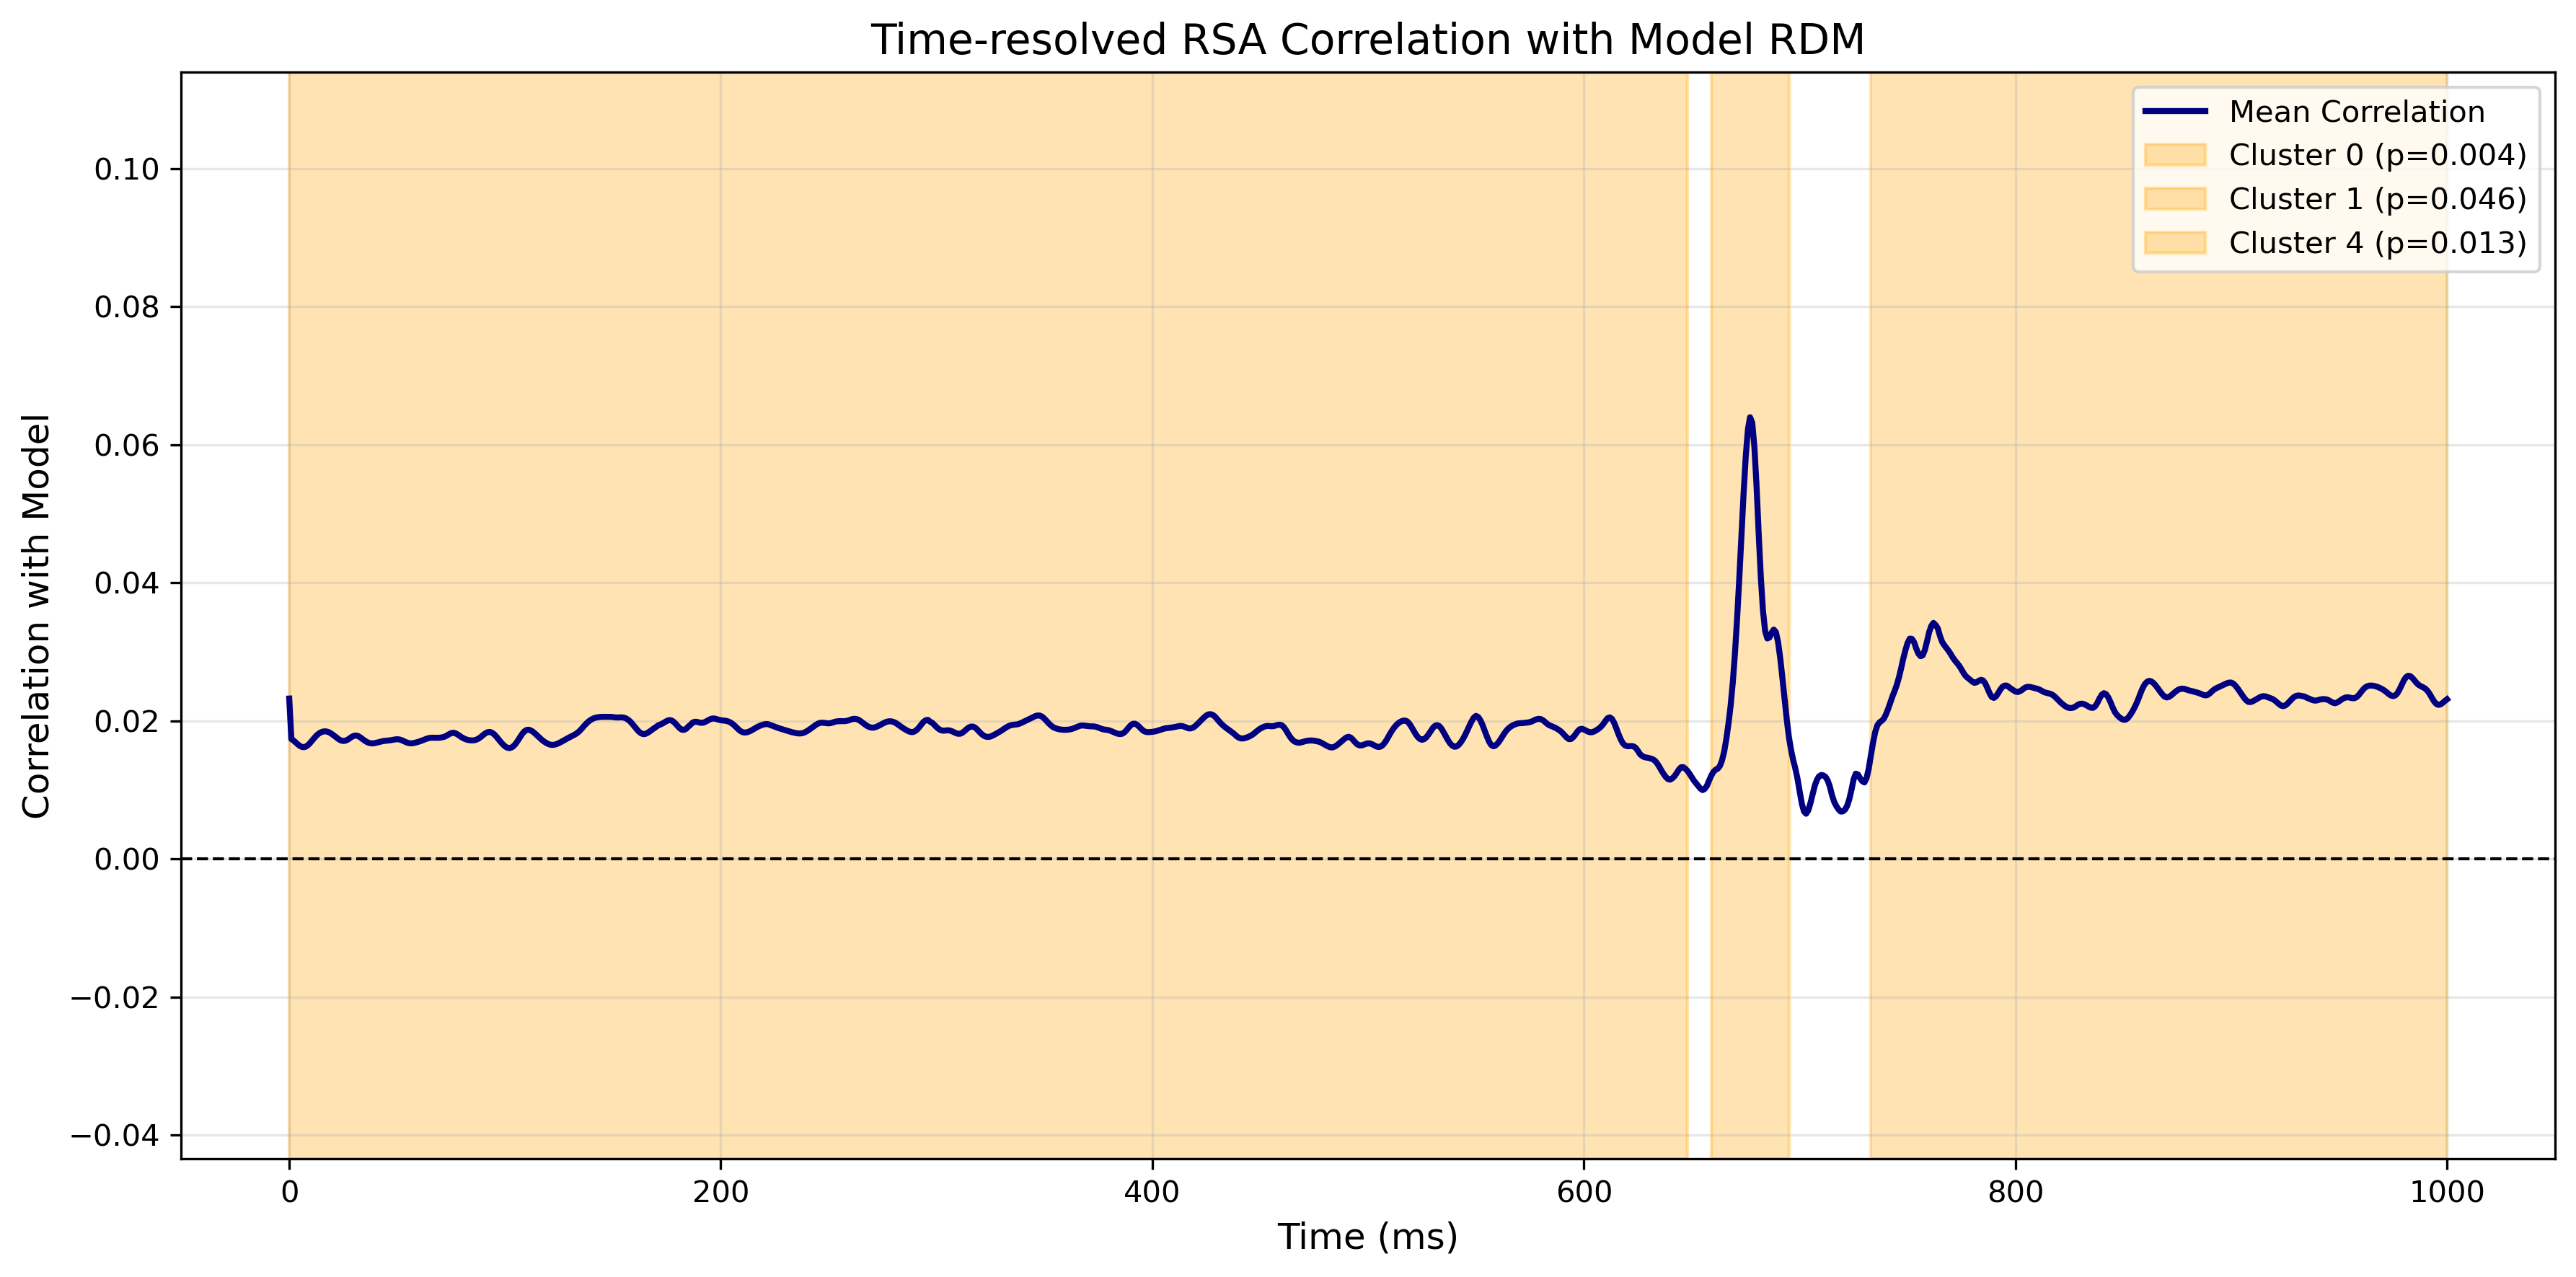 Time-resolved RSA Correlation with Model RDM
Mean Correlation
Cluster 0 (p=0.004)
Cluster 1 (p=0.046)
Cluster 4 (p=0.013)
Correlation with Model
0.10
0.08
0.06
0.04
0.02
0.00
−0.02
−0.04
0 200 400 600 800 1000
Time (ms)